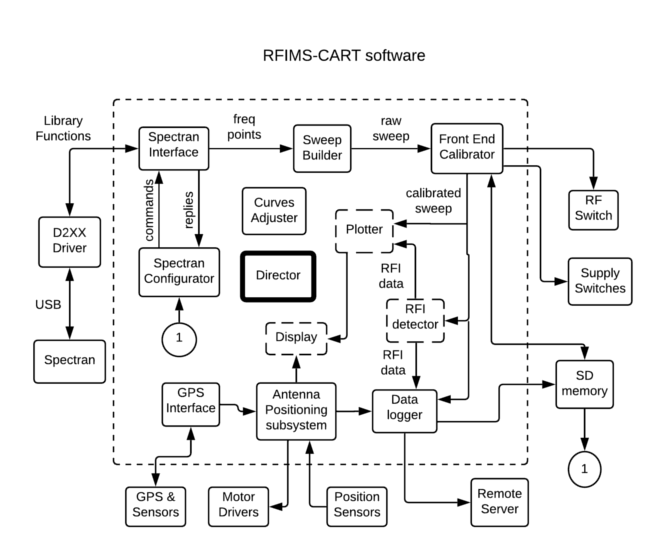 RFIMS-CART software
Library
Functions
freq
points
raw
sweep
Spectran
Interface
Sweep
Builder
Front End
Calibrator
commands
replies
Curves
Adjuster
calibrated
sweep
RF
Switch
D2XX
Driver
Plotter
Spectran
Configurator
Director
RFI
data
Supply
Switches
USB
RFI
detector
1
Display
Spectran
RFI
data
SD
memory
GPS
Interface
Antenna
Positioning
subsystem
Data
logger
1
GPS &
Sensors
Motor
Drivers
Position
Sensors
Remote
Server